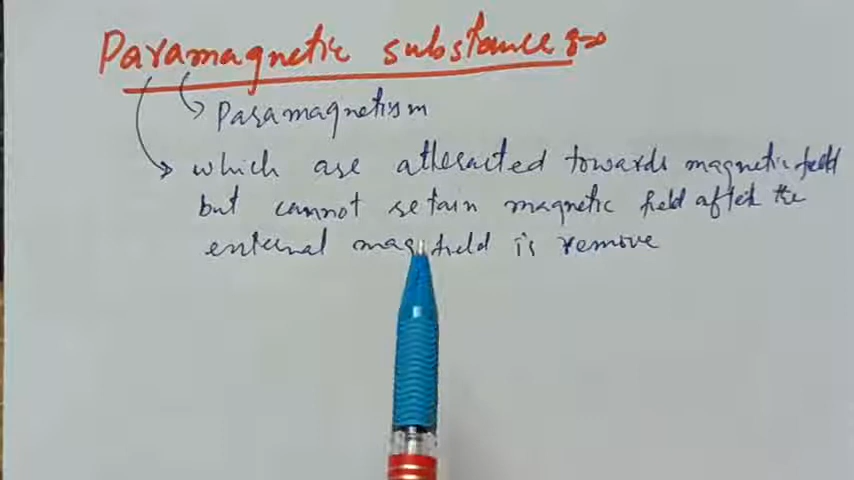 Paramagnetic substance
Paramagnetism
which are attracted towards magnetic field
but cannot retain magnetic field after the
external mag field is remove